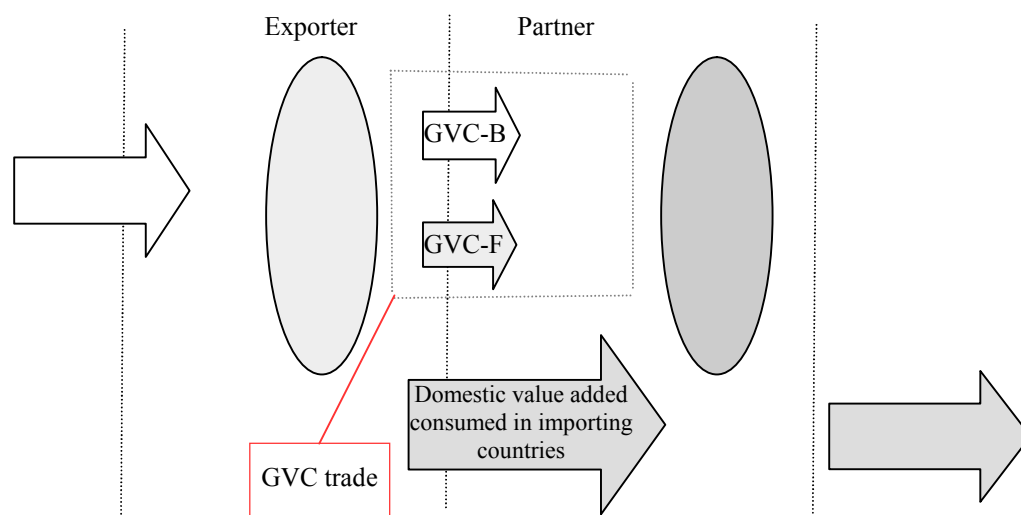 Exporter
Partner
GVC-B
GVC-F
Domestic value added
consumed in importing
countries
GVC trade